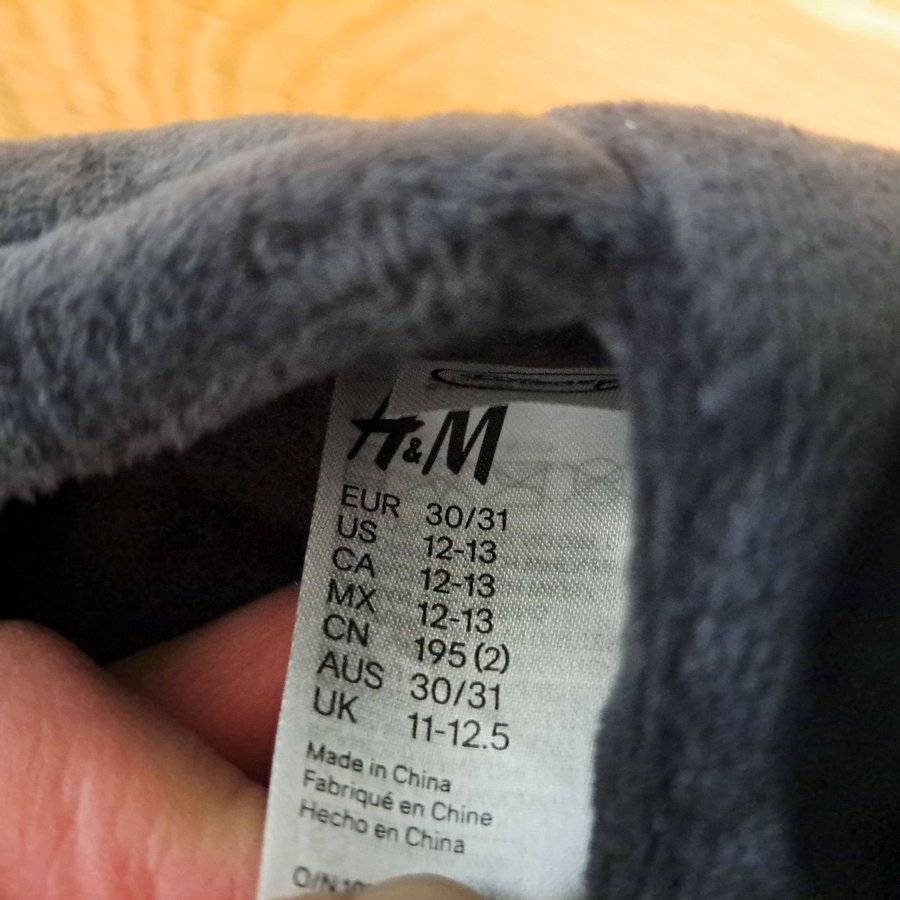 H&M
EUR 30/31
US 12-13
CA 12-13
MX 12-13
CN 195 (2)
AUS 30/31
UK 11-12.5
Made in China
Fabriqué en Chine
Hecho en China
O/N: